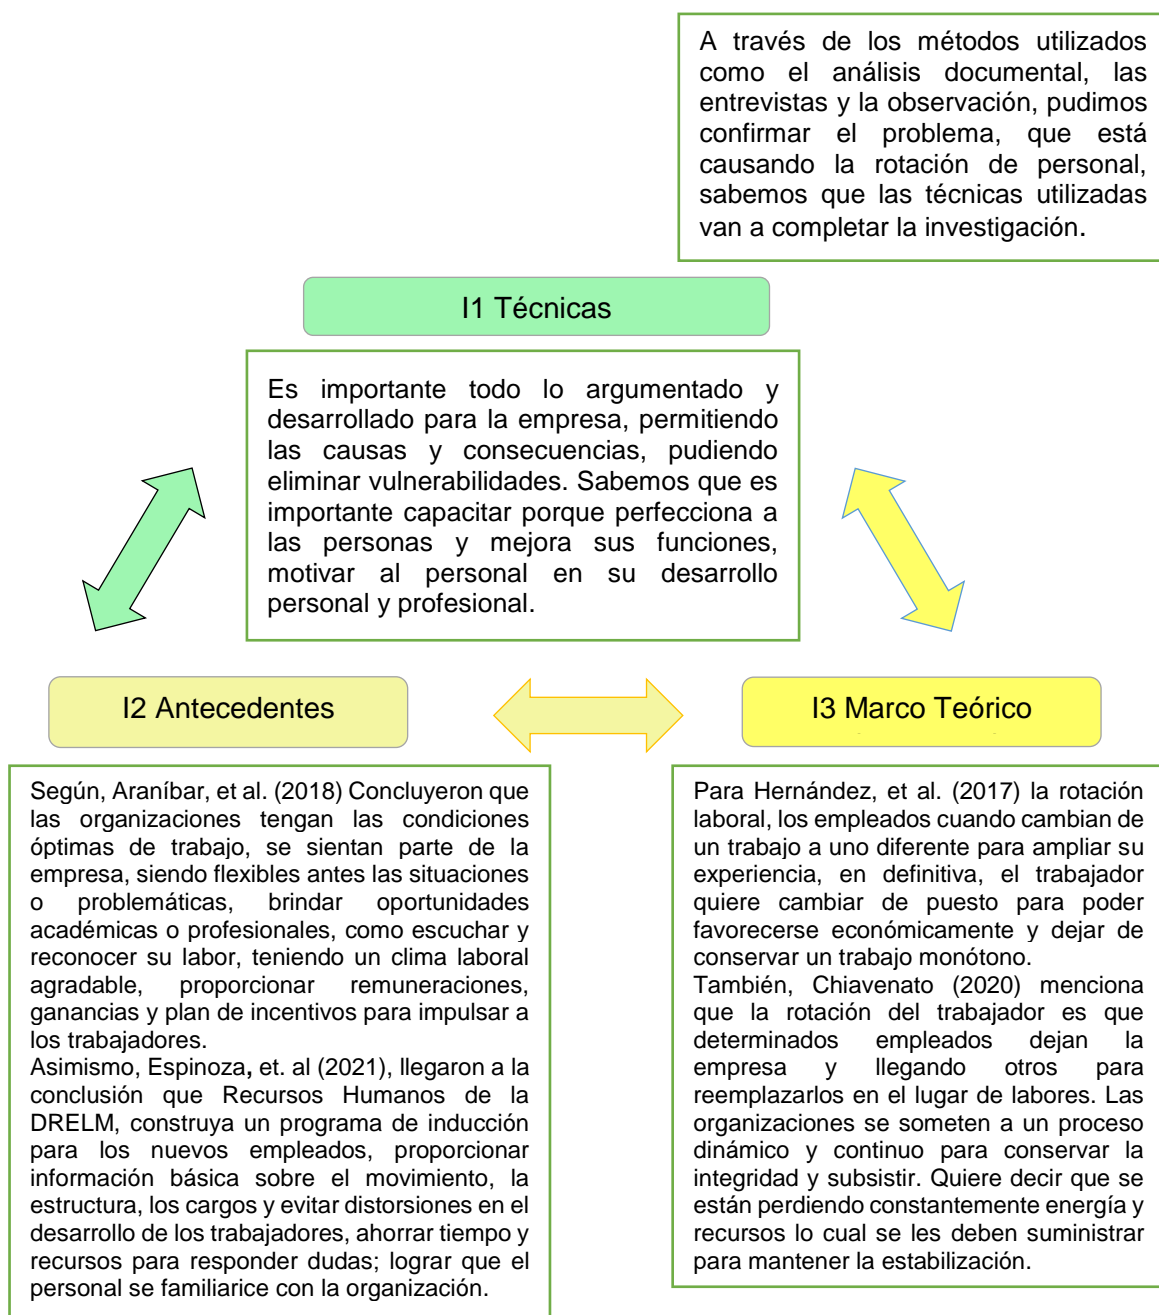 A través de los métodos utilizados
como el análisis documental, las
entrevistas y la observación, pudimos
confirmar el problema, que está
causando la rotación de personal,
sabemos que las técnicas utilizadas
van a completar la investigación.
I1 Técnicas
Es importante todo lo argumentado y
desarrollado para la empresa, permitiendo
las causas y consecuencias, pudiendo
eliminar vulnerabilidades. Sabemos que es
importante capacitar porque perfecciona a
las personas y mejora sus funciones,
motivar al personal en su desarrollo
personal y profesional.
I2 Antecedentes
I3 Marco Teórico
Según, Araníbar, et al. (2018) Concluyeron que
las organizaciones tengan las condiciones
óptimas de trabajo, se sientan parte de la
empresa, siendo flexibles antes las situaciones
o problemáticas, brindar oportunidades
académicas o profesionales, como escuchar y
reconocer su labor, teniendo un clima laboral
agradable, proporcionar remuneraciones,
ganancias y plan de incentivos para impulsar a
los trabajadores.
Asimismo, Espinoza, et. al (2021), llegaron a la
conclusión que Recursos Humanos de la
DRELM, construya un programa de inducción
para los nuevos empleados, proporcionar
información básica sobre el movimiento, la
estructura, los cargos y evitar distorsiones en el
desarrollo de los trabajadores, ahorrar tiempo y
recursos para responder dudas; lograr que el
personal se familiarice con la organización.
Para Hernández, et al. (2017) la rotación
laboral, los empleados cuando cambian de
un trabajo a uno diferente para ampliar su
experiencia, en definitiva, el trabajador
quiere cambiar de puesto para poder
favorecerse económicamente y dejar de
conservar un trabajo monótono.
También, Chiavenato (2020) menciona
que la rotación del trabajador es que
determinados empleados dejan la
empresa y llegando otros para
reemplazarlos en el lugar de labores. Las
organizaciones se someten a un proceso
dinámico y continuo para conservar la
integridad y subsistir. Quiere decir que se
están perdiendo constantemente energía y
recursos lo cual se les deben suministrar
para mantener la estabilización.